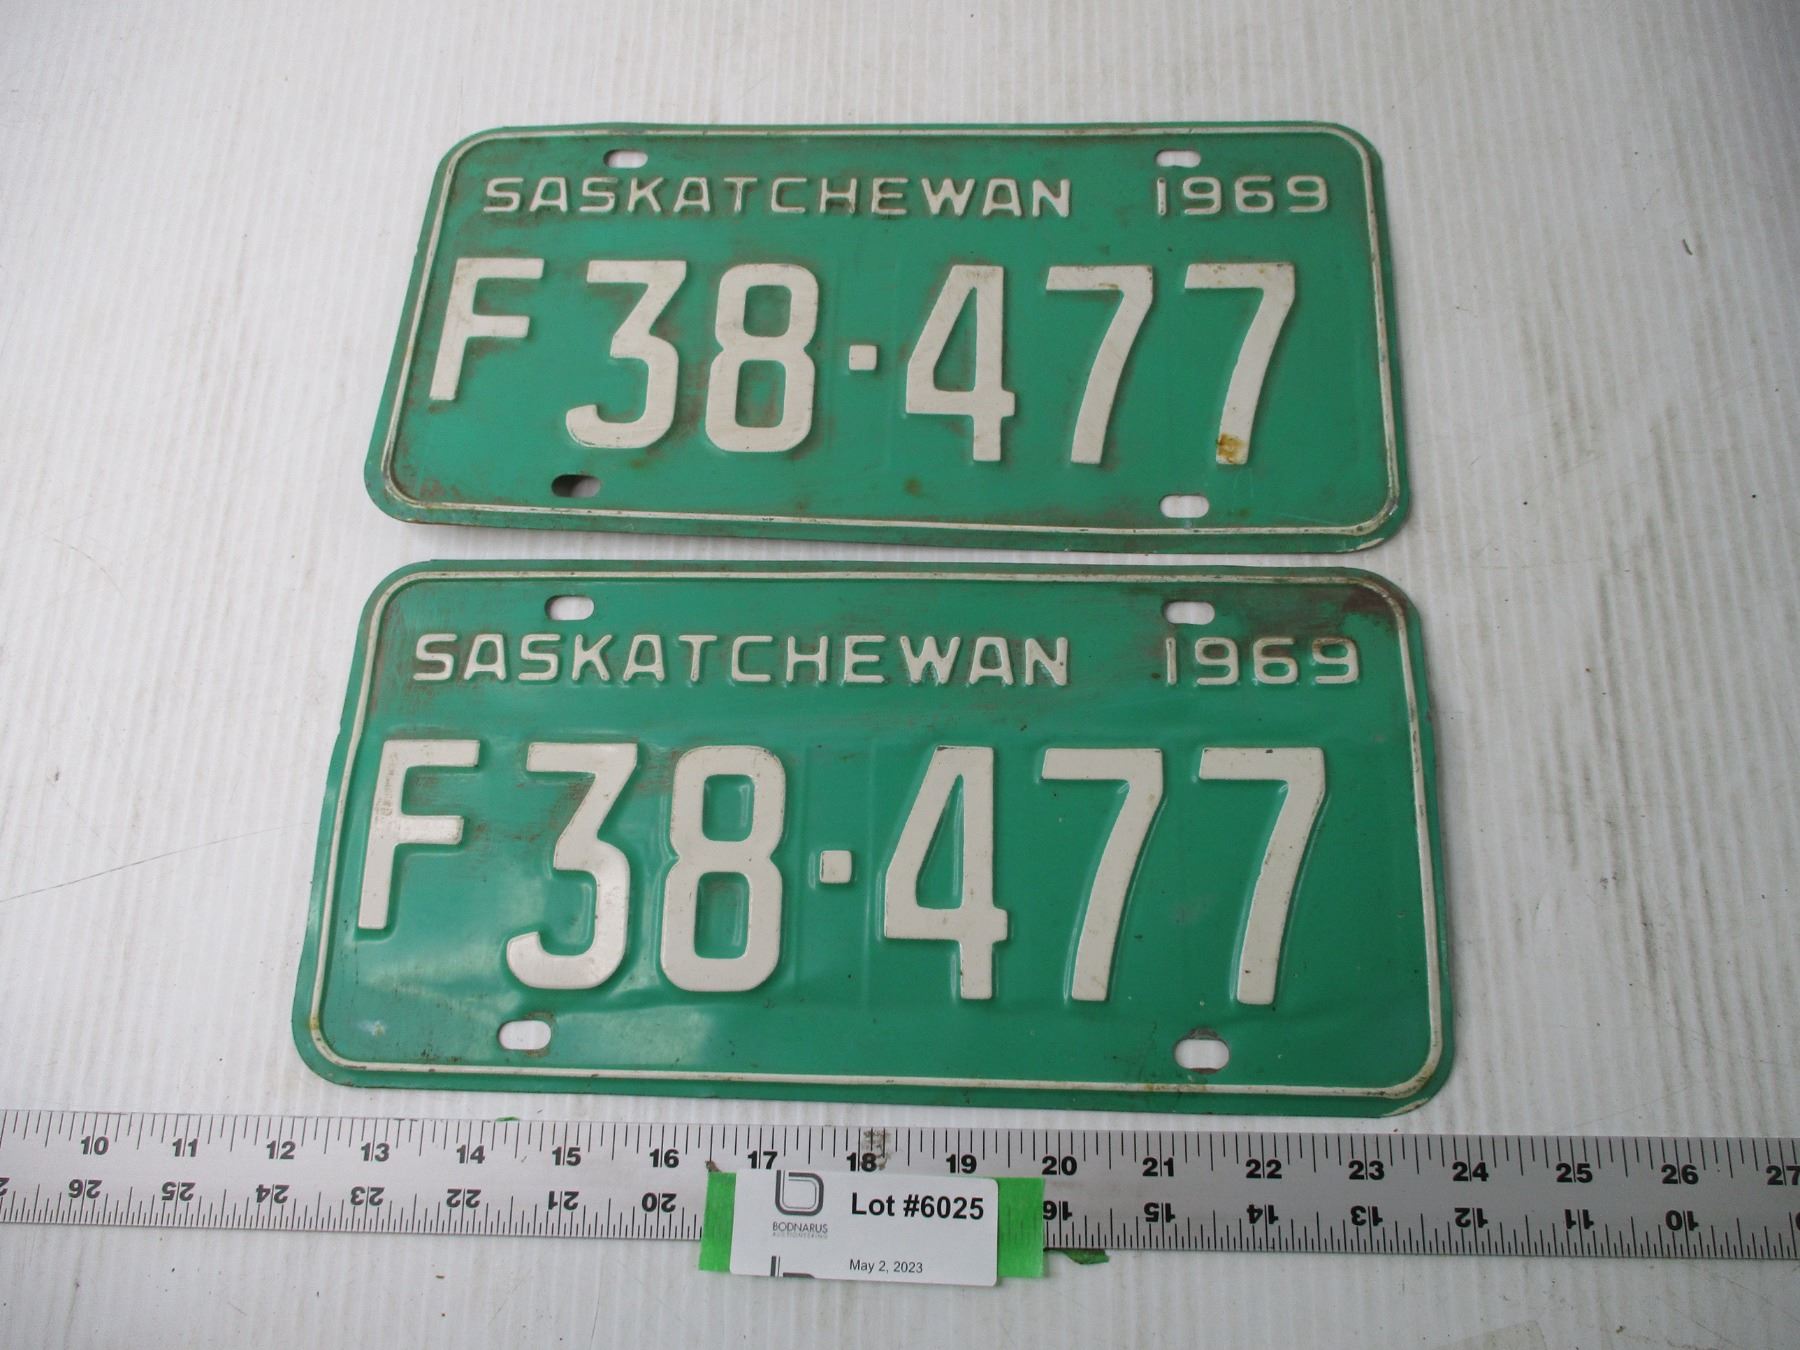 SASKATCHEWAN 1969
F38·477
SASKATCHEWAN 1969
F38·477
10 11 12 13 14 15 16 17 18 19 20 21 22 23 24 25 26 27
26 25 24 23 22 21 20 16 15 14 13 12 11 10
BODNARUS
AUCTIONEERING
Lot #6025
May 2, 2023